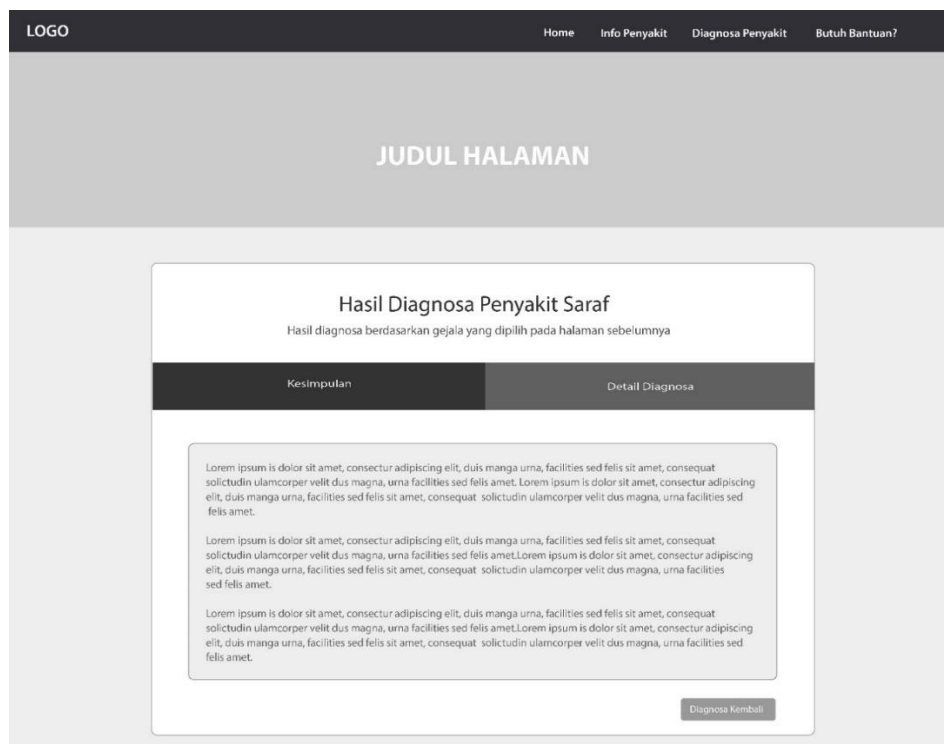 LOGO
Home Info Penyakit Diagnosa Penyakit Butuh Bantuan?
JUDUL HALAMAN
Hasil Diagnosa Penyakit Saraf
Hasil diagnosa berdasarkan gejala yang dipilih pada halaman sebelumnya
Kesimpulan Detail Diagnosa
Lorem ipsum is dolor sit amet, consectur adipiscing elit, duis manga urna, facilities sed felis sit amet, consequat
solictudin ulamcorper velit dus magna, urna facilities sed felis amet. Lorem ipsum is dolor sit amet, consectur adipiscing
elit, duis manga urna, facilities sed felis sit amet, consequat solictudin ulamcorper velit dus magna, urna facilities sed
felis amet.
Lorem ipsum is dolor sit amet, consectur adipiscing elit, duis manga urna, facilities sed felis sit amet, consequat
solictudin ulamcorper velit dus magna, urna facilities sed felis amet.Lorem ipsum is dolor sit amet, consectur adipiscing
elit, duis manga urna, facilities sed felis sit amet, consequat solictudin ulamcorper velit dus magna, urna facilities
sed felis amet.
Lorem ipsum is dolor sit amet, consectur adipiscing elit, duis manga urna, facilities sed felis sit amet, consequat
solictudin ulamcorper velit dus magna, urna facilities sed felis amet.Lorem ipsum is dolor sit amet, consectur adipiscing
elit, duis manga urna, facilities sed felis sit amet, consequat solictudin ulamcorper velit dus magna, urna facilities sed
felis amet.
Diagnosa Kembali